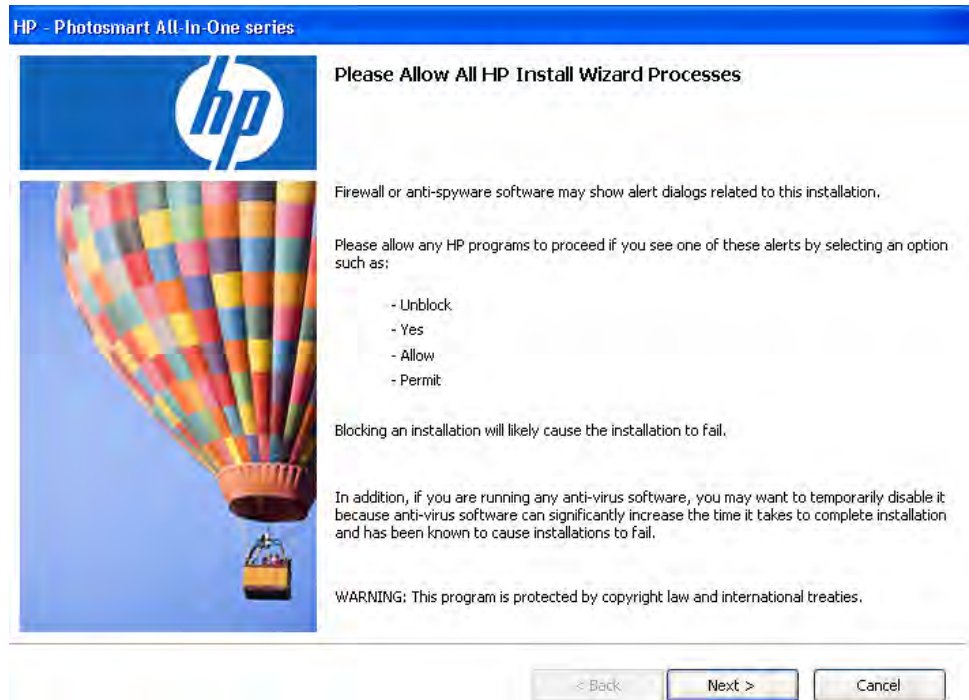 HP - Photosmart All-In-One series
hp
Please Allow All HP Install Wizard Processes
Firewall or anti-spyware software may show alert dialogs related to this installation.
Please allow any HP programs to proceed if you see one of these alerts by selecting an option
such as:
- Unblock
- Yes
- Allow
- Permit
Blocking an installation will likely cause the installation to fail.
In addition, if you are running any anti-virus software, you may want to temporarily disable it
because anti-virus software can significantly increase the time it takes to complete installation
and has been known to cause installations to fail.
WARNING: This program is protected by copyright law and international treaties.
< Back
Next >
Cancel